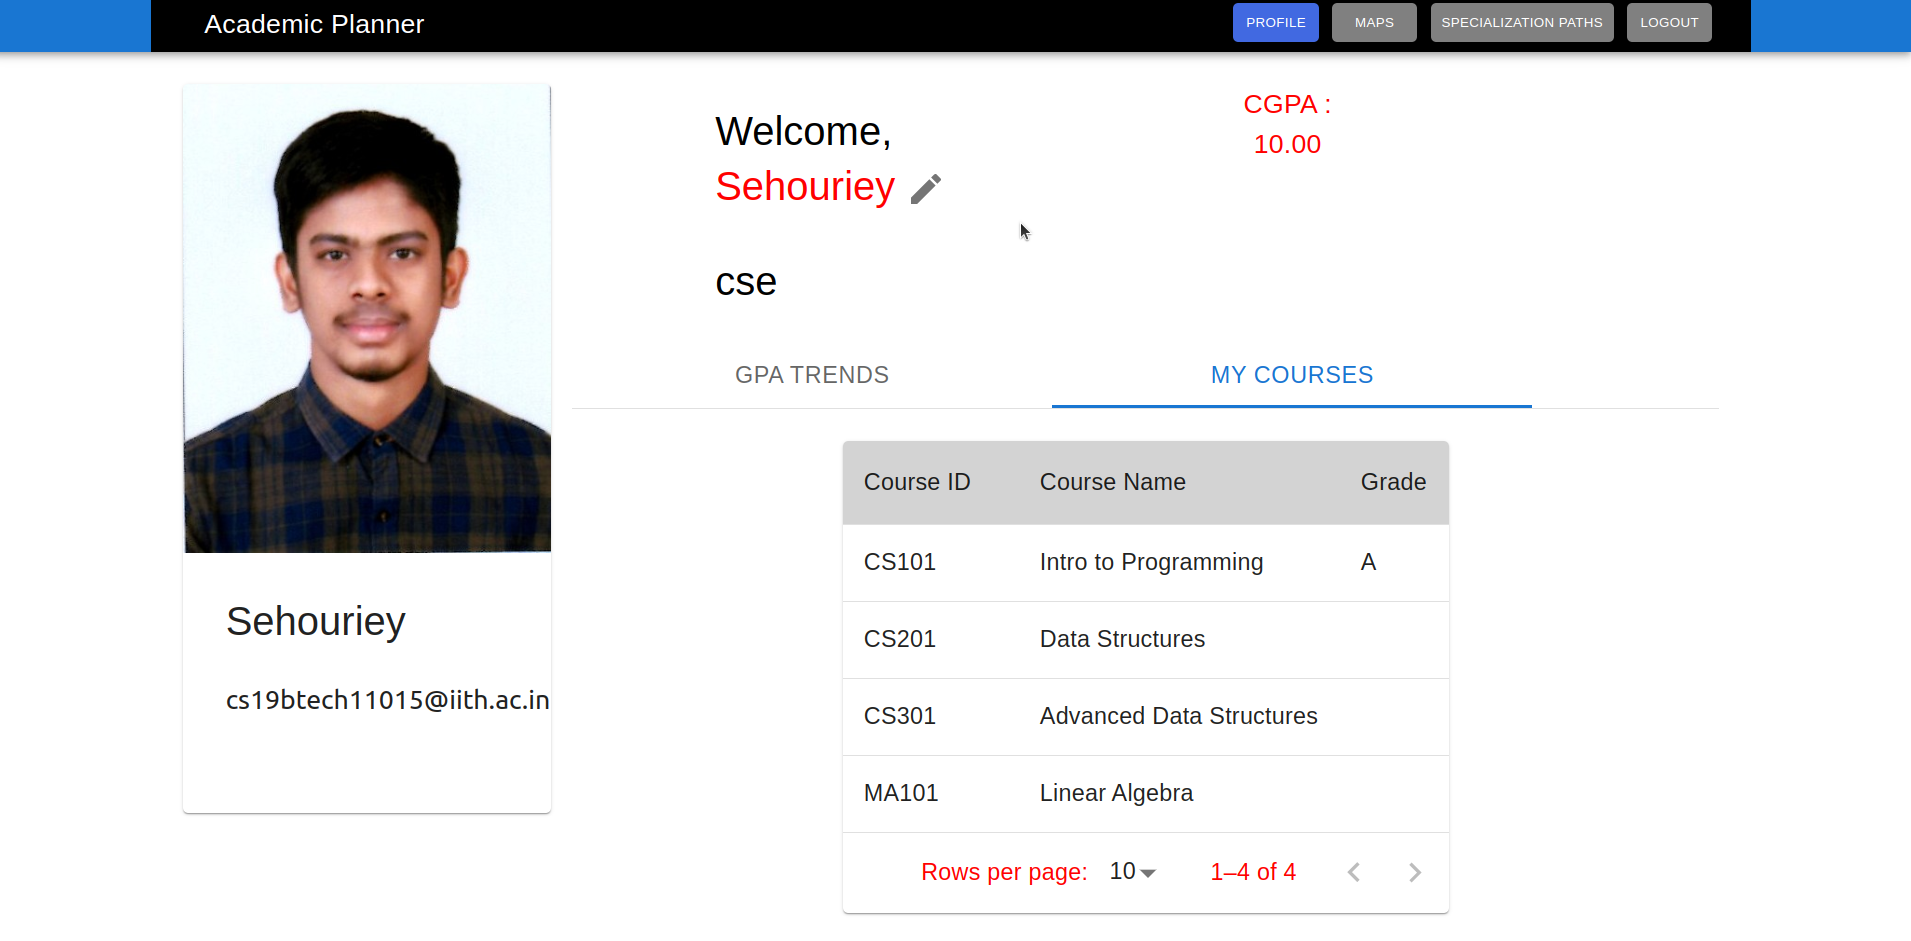 Academic Planner
PROFILE MAPS SPECIALIZATION PATHS LOGOUT
Welcome,
Sehouriey
cse
CGPA :
10.00
Sehouriey
cs19btech11015@iith.ac.in
GPA TRENDS MY COURSES
Course ID Course Name Grade
CS101 Intro to Programming A
CS201 Data Structures
CS301 Advanced Data Structures
MA101 Linear Algebra
Rows per page: 10 1–4 of 4